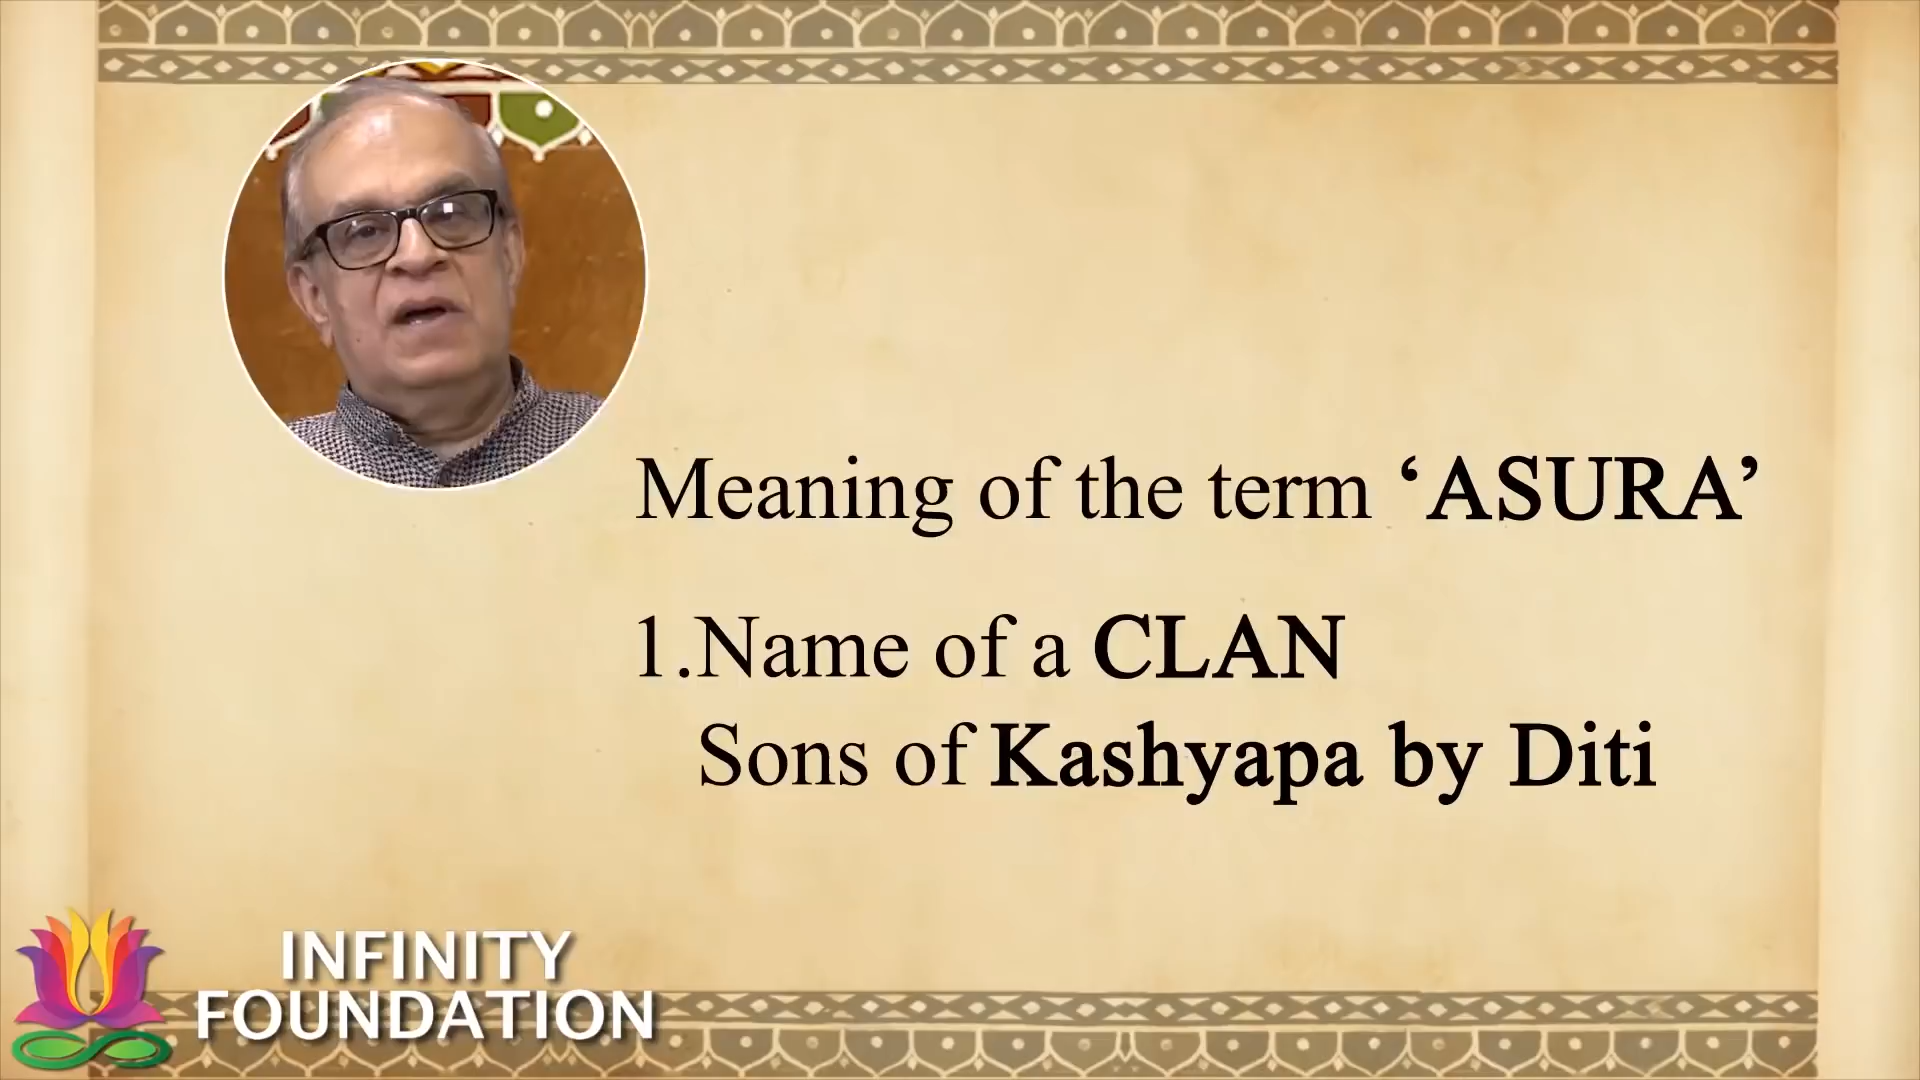 Meaning of the term ‘ASURA’
1.Name of a CLAN
Sons of Kashyapa by Diti
INFINITY
FOUNDATION